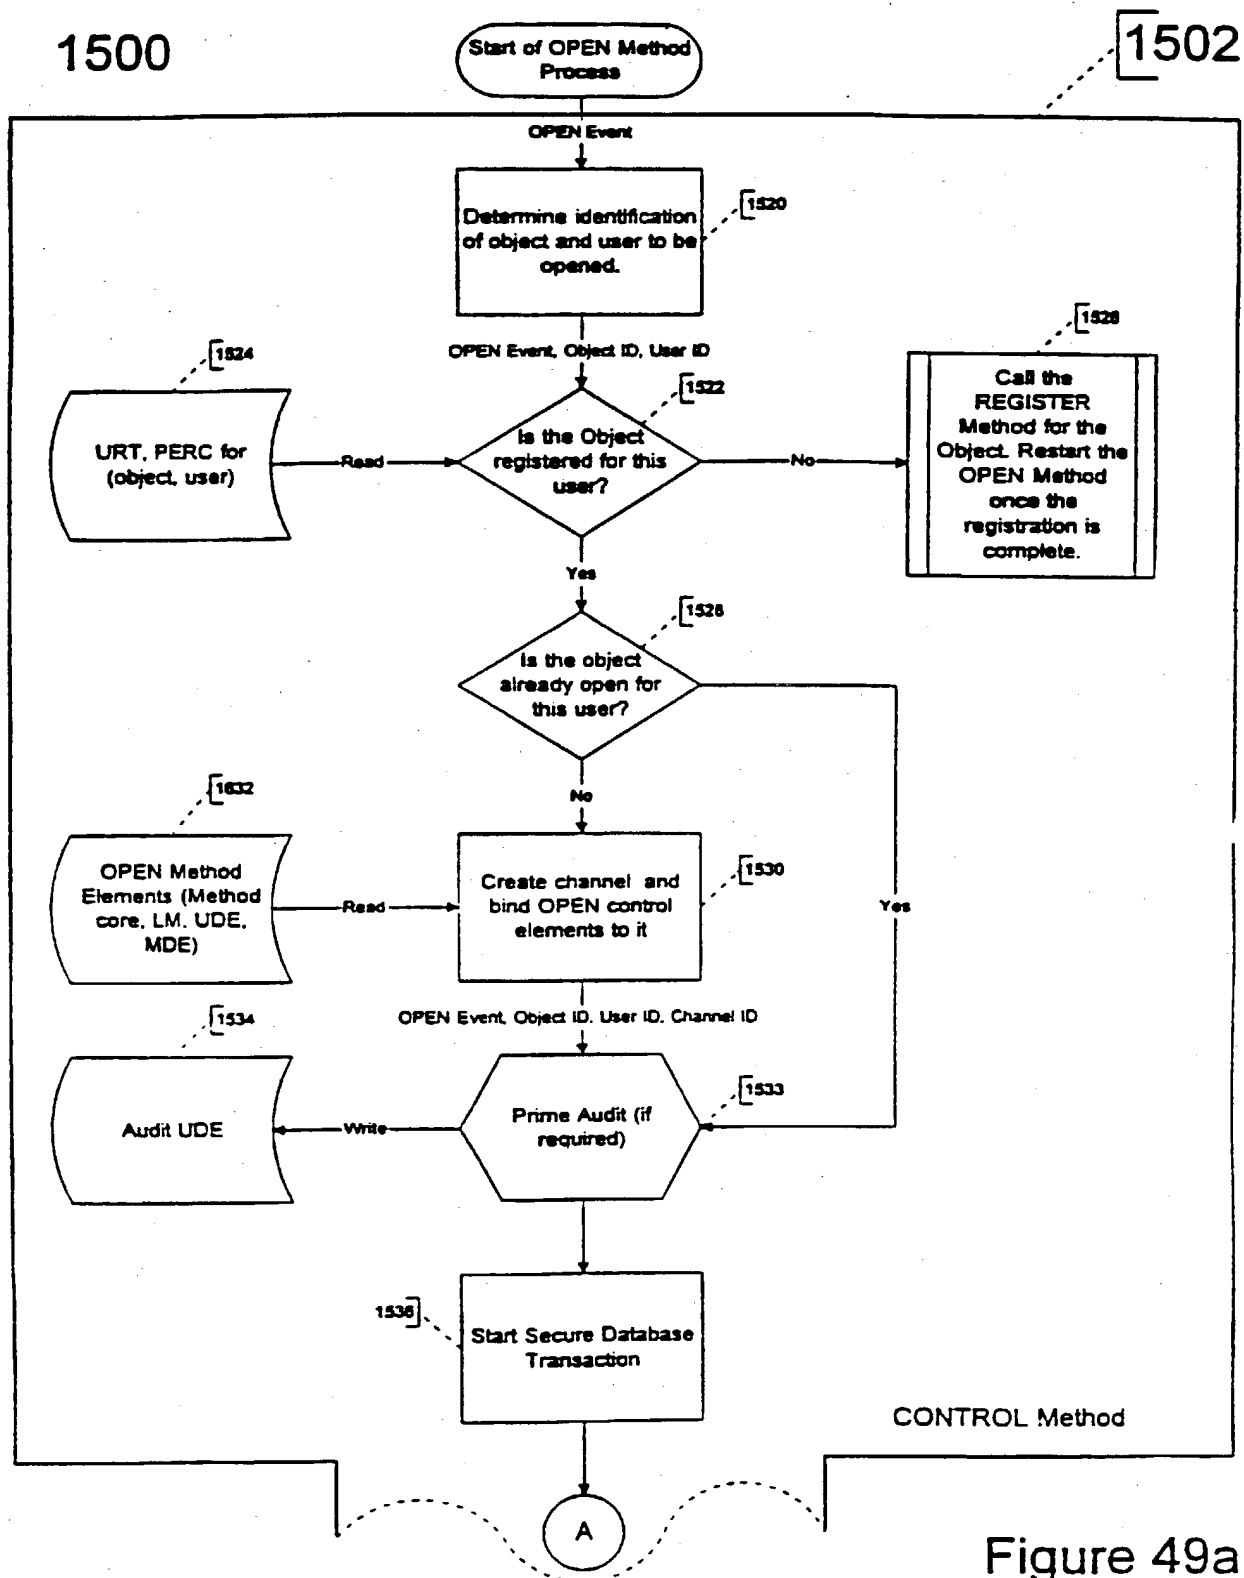 1500
1502
Start of OPEN Method
Process
OPEN Event
1520
Determine identification
of object and user to be
opened.
OPEN Event, Object ID, User ID
1524
1522
1528
URT, PERC for
(object, user)
Read
Is the Object
registered for this
user?
No
Call the
REGISTER
Method for the
Object. Restart the
OPEN Method
once the
registration is
complete.
Yes
1526
Is the object
already open for
this user?
No
Yes
1632
OPEN Method
Elements (Method
core, LM. UDE,
MDE)
Read
1530
Create channel and
bind OPEN control
elements to it
OPEN Event, Object ID. User ID. Channel ID
1534
1533
Audit UDE
Write
Prime Audit (if
required)
1536
Start Secure Database
Transaction
CONTROL Method
A
Figure 49a